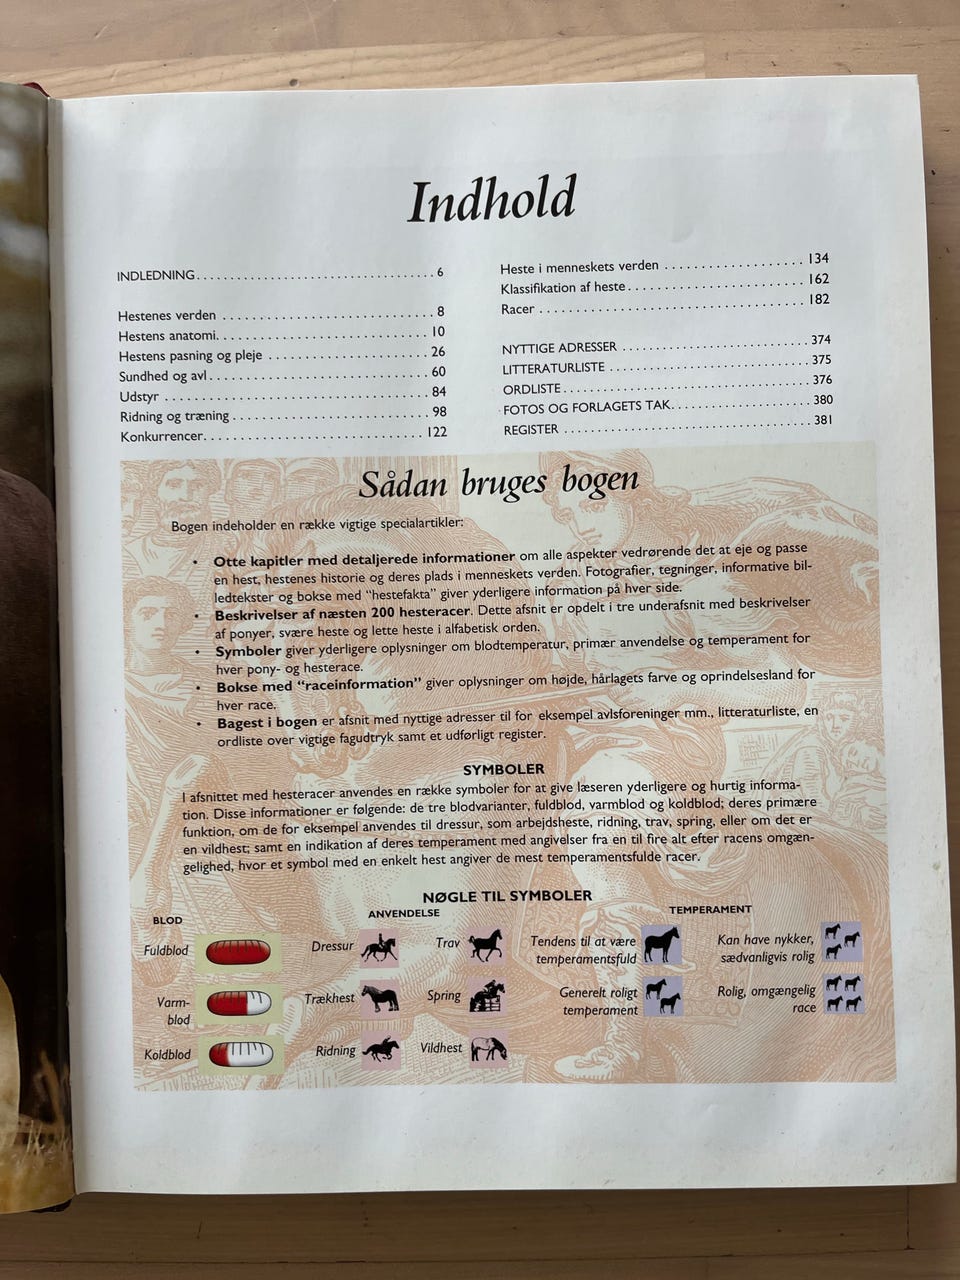 Indhold
INDLEDNING 6
Hestenes verden 8
Hestens anatomi 10
Hestens pasning og pleje 26
Sundhed og avl 60
Udstyr 84
Ridning og træning 98
Konkurrencer 122
Heste i menneskets verden 134
Klassifikation af heste 162
Racer 182
NYTTIGE ADRESSER 374
LITTERATURLISTE 375
ORDLISTE 376
FOTOS OG FORLAGETS TAK 380
REGISTER 381
Sådan bruges bogen
Bogen indeholder en række vigtige specialartikler:
• Otte kapitler med detaljerede informationer om alle aspekter vedrørende det at eje og passe
en hest, hestenes historie og deres plads i menneskets verden. Fotografier, tegninger, informative bil-
ledtekster og bokse med “hestefakta” giver yderligere information på hver side.
• Beskrivelser af næsten 200 hesteracer. Dette afsnit er opdelt i tre underafsnit med beskrivelser
af ponyer, svære heste og lette heste i alfabetisk orden.
• Symboler giver yderligere oplysninger om blodtemperatur, primær anvendelse og temperament for
hver pony- og hesterace.
• Bokse med “raceinformation” giver oplysninger om højde, hårlagets farve og oprindelsesland for
hver race.
• Bagest i bogen er afsnit med nyttige adresser til for eksempel avlsforeninger mm., litteraturliste, en
ordliste over vigtige fagudtryk samt et udførligt register.
SYMBOLER
I afsnittet med hesteracer anvendes en række symboler for at give læseren yderligere og hurtig informa-
tion. Disse informationer er følgende: de tre blodvarianter, fuldblod, varmblod og koldblod; deres primære
funktion, om de for eksempel anvendes til dressur, som arbejdsheste, ridning, trav, spring, eller om det er
en vildhest; samt en indikation af deres temperament med angivelser fra en til fire alt efter racens omgæn-
gelighed, hvor et symbol med en enkelt hest angiver de mest temperamentsfulde racer.
NØGLE TIL SYMBOLER
BLOD
Fuldblod
Varm-
blod
Koldblod
ANVENDELSE
Dressur
Trækhest
Ridning
Trav
Spring
Vildhest
TEMPERAMENT
Tendens til at være
temperamentsfuld
Generelt roligt
temperament
Kan have nykker,
sædvanligvis rolig
Rolig, omgængelig
race